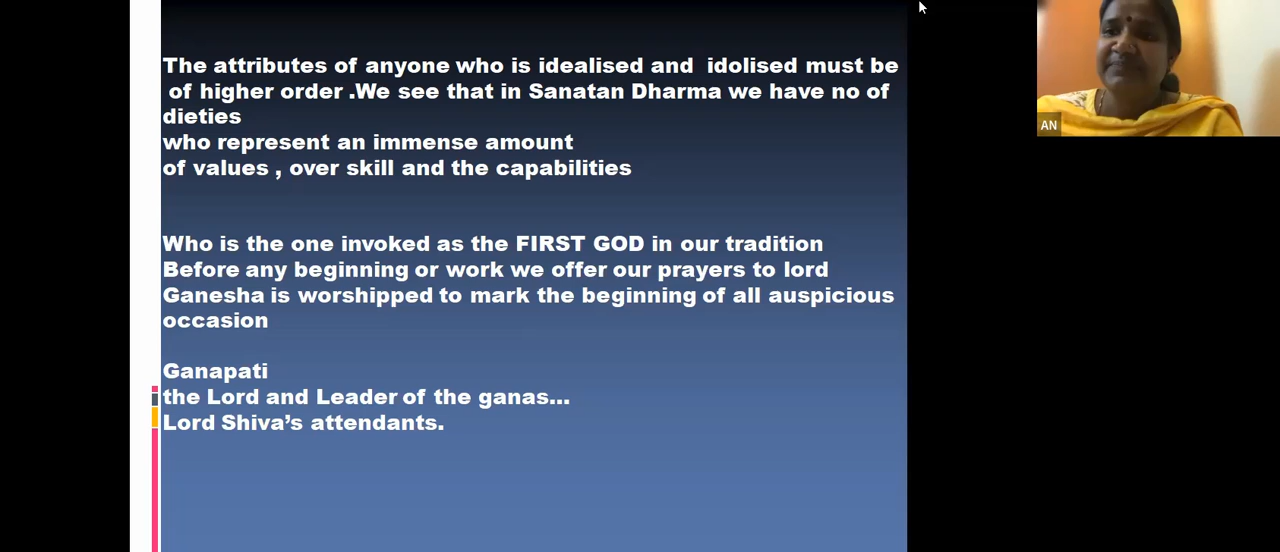 The attributes of anyone who is idealised and idolised must be
of higher order .We see that in Sanatan Dharma we have no of
dieties
who represent an immense amount
of values , over skill and the capabilities
Who is the one invoked as the FIRST GOD in our tradition
Before any beginning or work we offer our prayers to lord
Ganesha is worshipped to mark the beginning of all auspicious
occasion
Ganapati
the Lord and Leader of the ganas...
Lord Shiva's attendants.
AN